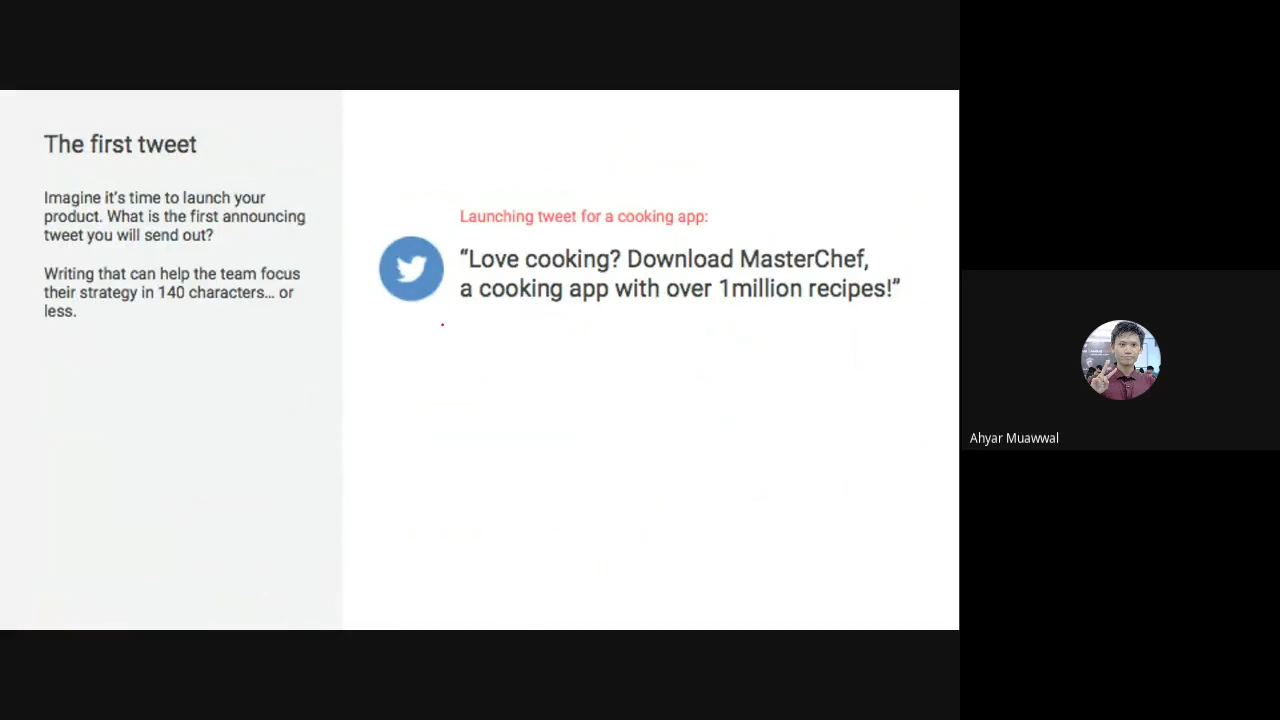 The first tweet
Imagine it's time to launch your
product. What is the first announcing
tweet you will send out?
Writing that can help the team focus
their strategy in 140 characters... or
less.
Launching tweet for a cooking app:
“Love cooking? Download MasterChef,
a cooking app with over 1million recipes!”
Ahyar Muawwal